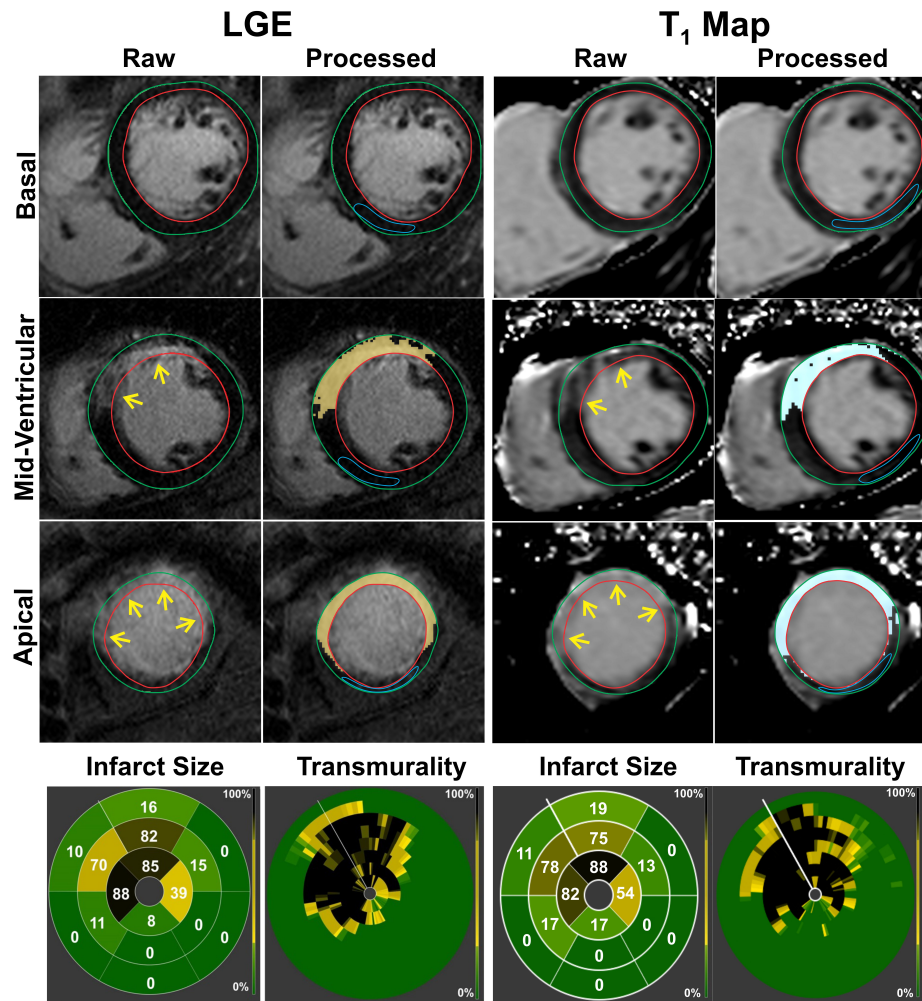 LGE
T1 Map
Raw Processed Raw Processed
Basal
Mid-Ventricular
Apical
Infarct Size Transmurality Infarct Size Transmurality
100% 100% 100% 100%
16 19
82 75
10 70 85 15 0 11 78 88 13 0
88 39 82 54
11 8 17 17
0 0 0 0 0 0
0 0
0 0
0% 0% 0% 0%